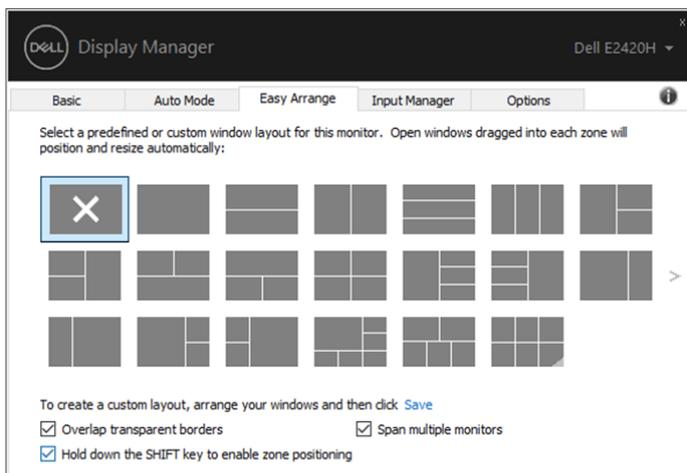 x
DELL Display Manager Dell E2420H
Basic Auto Mode Easy Arrange Input Manager Options
Select a predefined or custom window layout for this monitor. Open windows dragged into each zone will
position and resize automatically:
To create a custom layout, arrange your windows and then click Save
Overlap transparent borders Span multiple monitors
Hold down the SHIFT key to enable zone positioning